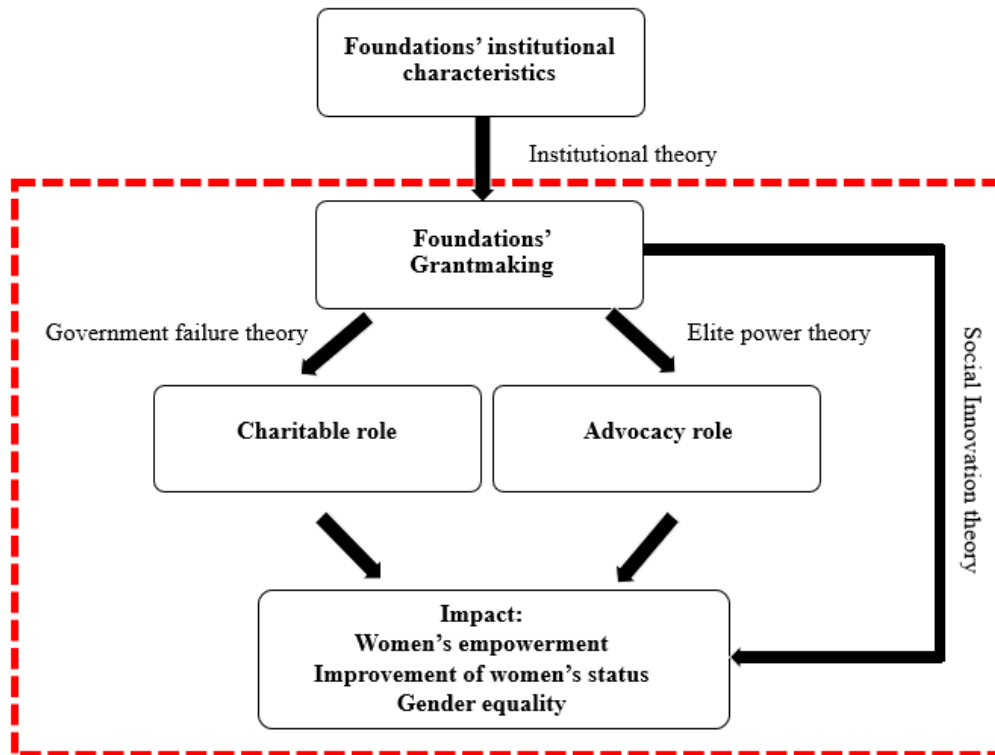 Foundations’ institutional
characteristics
Institutional theory
Foundations’
Grantmaking
Government failure theory
Elite power theory
Social Innovation theory
Charitable role
Advocacy role
Impact:
Women’s empowerment
Improvement of women’s status
Gender equality